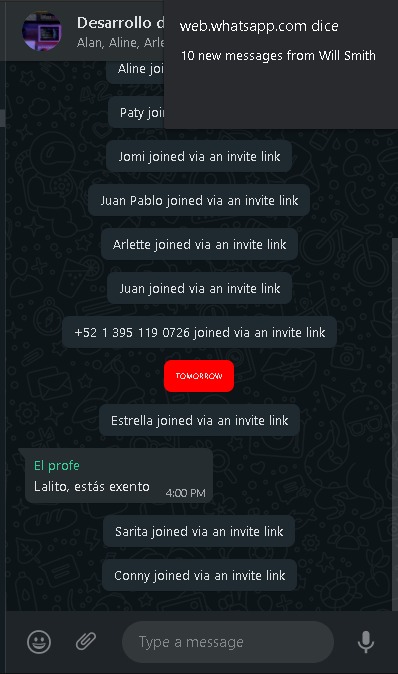 Desarrollo d
web.whatsapp.com dice
Alan, Aline, Arle
10 new messages from Will Smith
Aline joi
Paty join
Jomi joined via an invite link
Juan Pablo joined via an invite link
Arlette joined via an invite link
Juan joined via an invite link
+52 1 395 119 0726 joined via an invite link
TOMORROW
Estrella joined via an invite link
El profe
Lalito, estás exento
4:00 PM
Sarita joined via an invite link
Conny joined via an invite link
Type a message